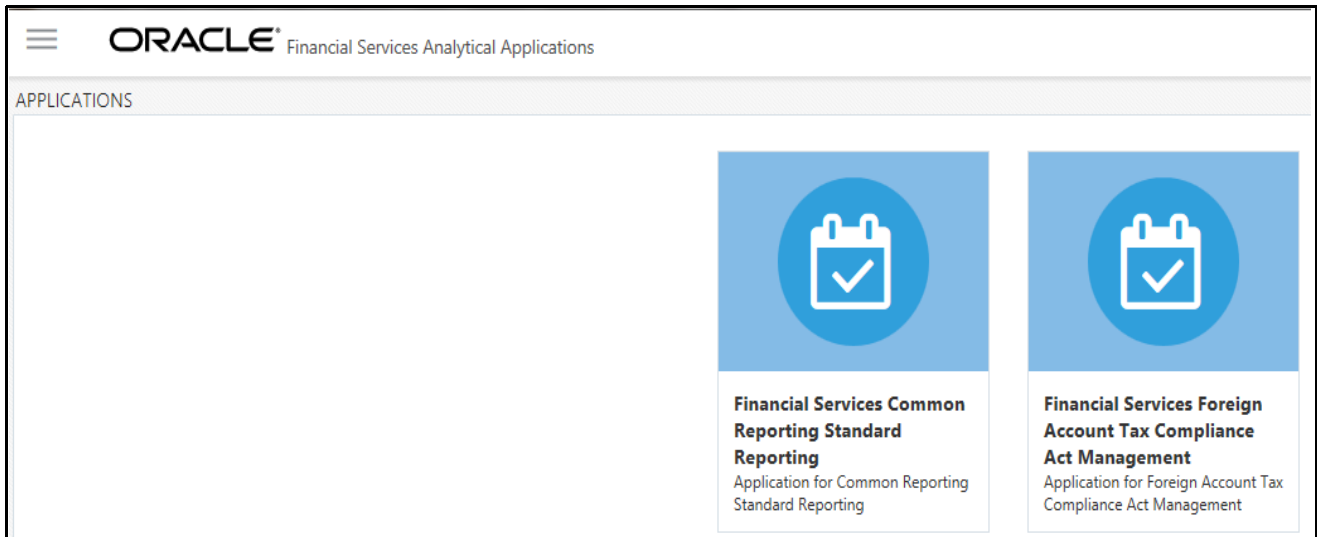 ORACLE® Financial Services Analytical Applications
APPLICATIONS
Financial Services Common
Reporting Standard
Reporting
Application for Common Reporting
Standard Reporting
Financial Services Foreign
Account Tax Compliance
Act Management
Application for Foreign Account Tax
Compliance Act Management